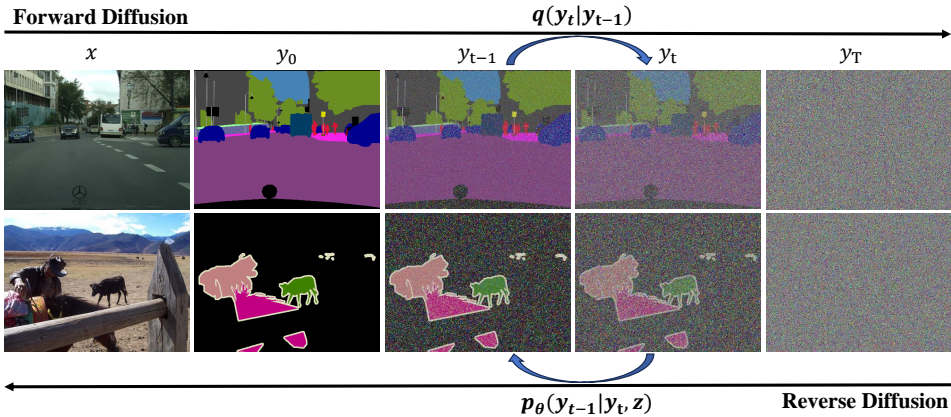 Forward Diffusion
q(y_t|y_{t−1})
x y_0 y_{t−1} y_t y_T
p_θ(y_{t−1}|y_t, z)
Reverse Diffusion